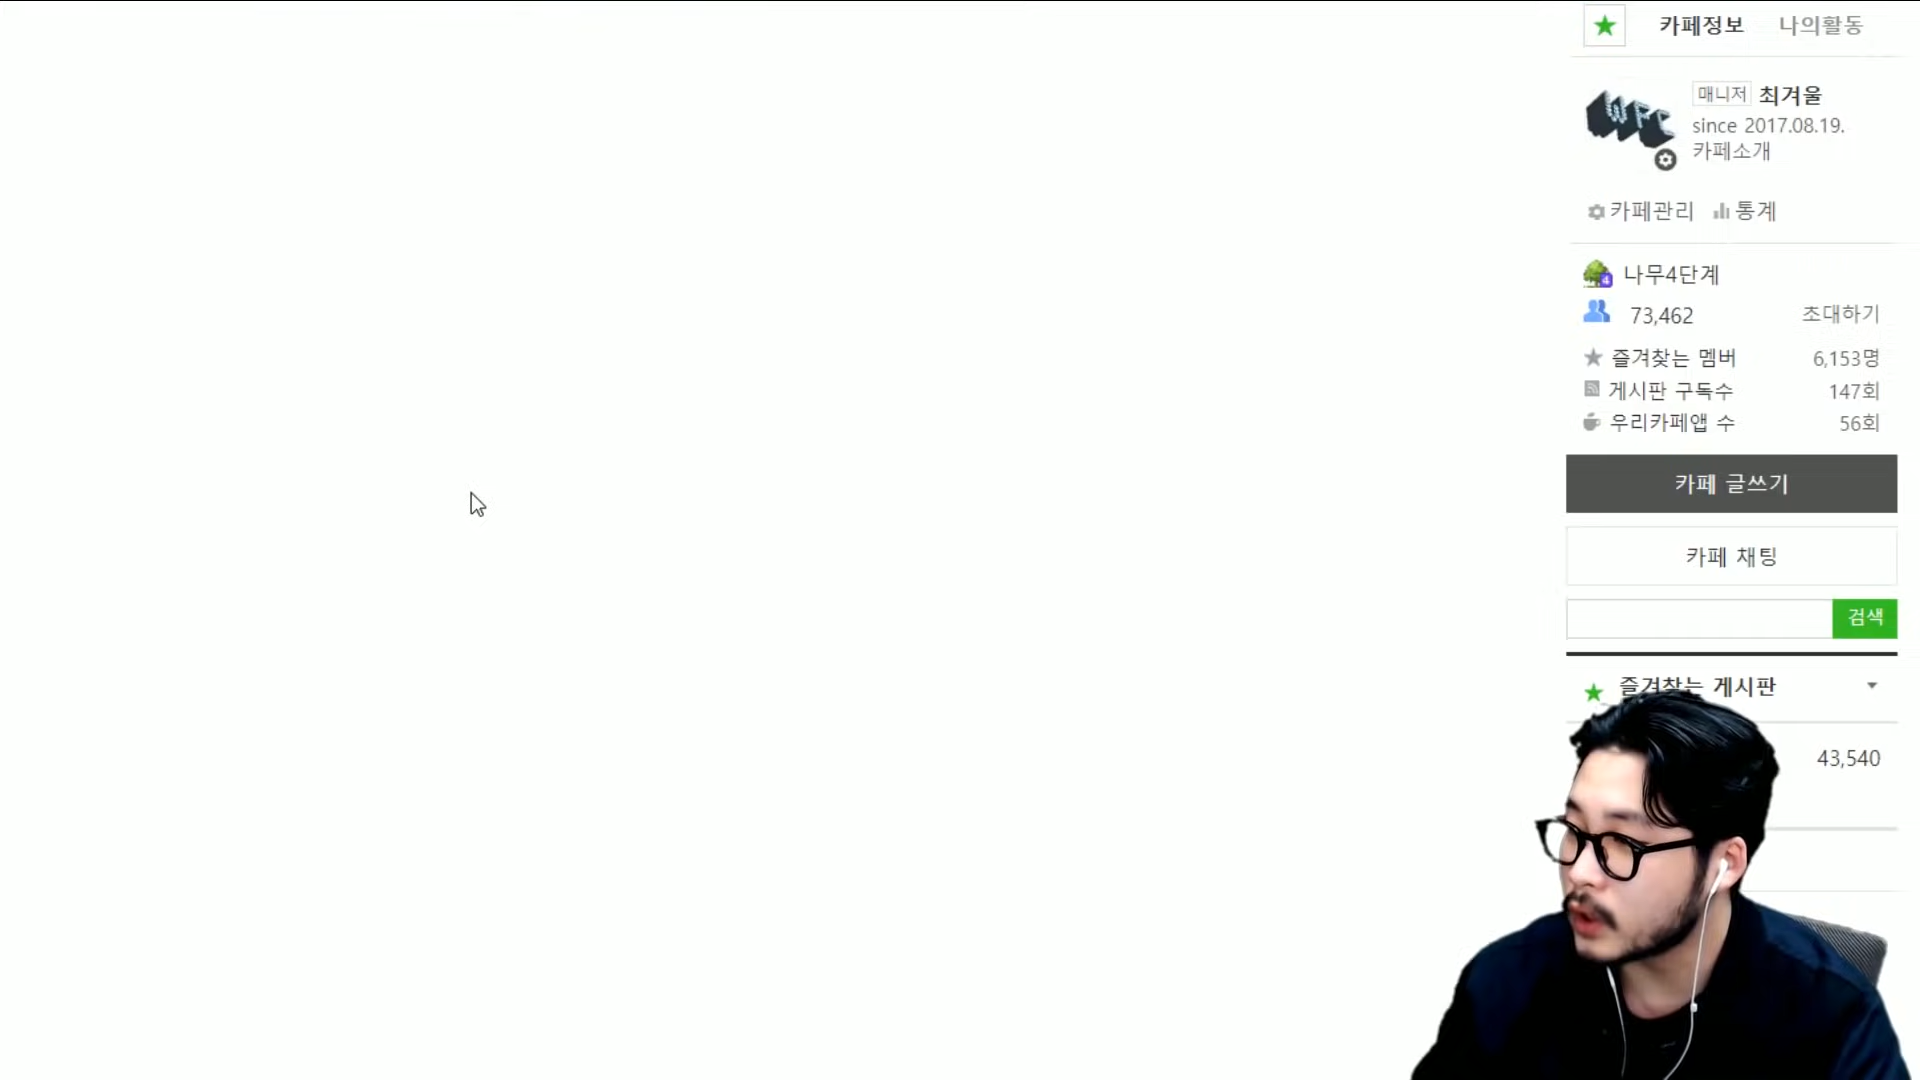 카페정보 나의활동
WFC
매니저 최겨울
since 2017.08.19.
카페소개
카페관리 통계
4 나무4단계
73,462 초대하기
즐겨찾는 멤버 6,153명
게시판 구독수 147회
우리카페앱 수 56회
카페 글쓰기
카페 채팅
검색
즐겨찾는 게시판
43,540